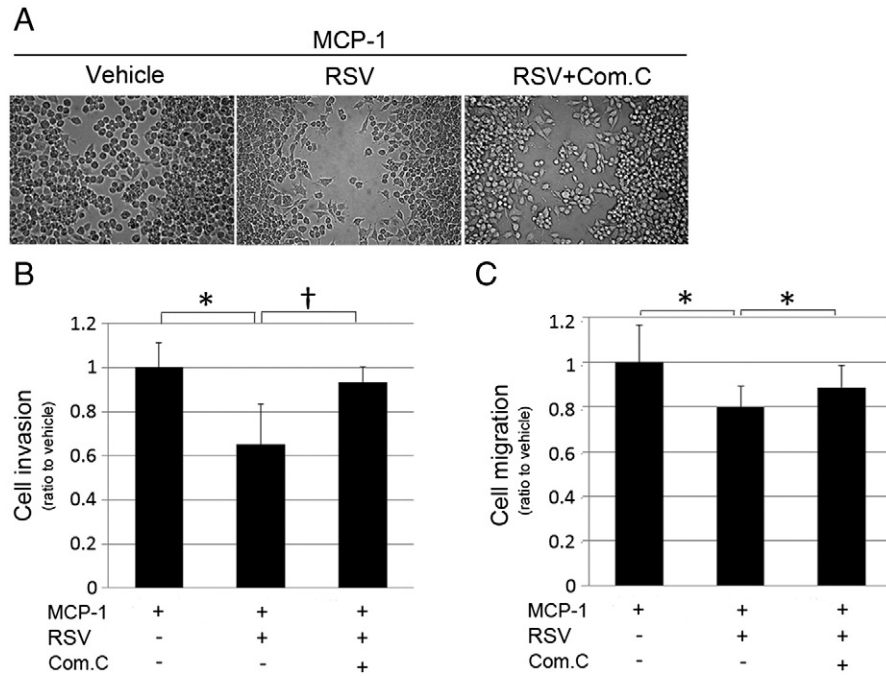 A
MCP-1
Vehicle RSV RSV+Com.C
B
* †
1.2
1
0.8
0.6
0.4
0.2
0
Cell invasion
(ratio to vehicle)
MCP-1 + + +
RSV - + +
Com.C - - +
C
* *
1.2
1
0.8
0.6
0.4
0.2
0
Cell migration
(ratio to vehicle)
MCP-1 + + +
RSV - + +
Com.C - - +